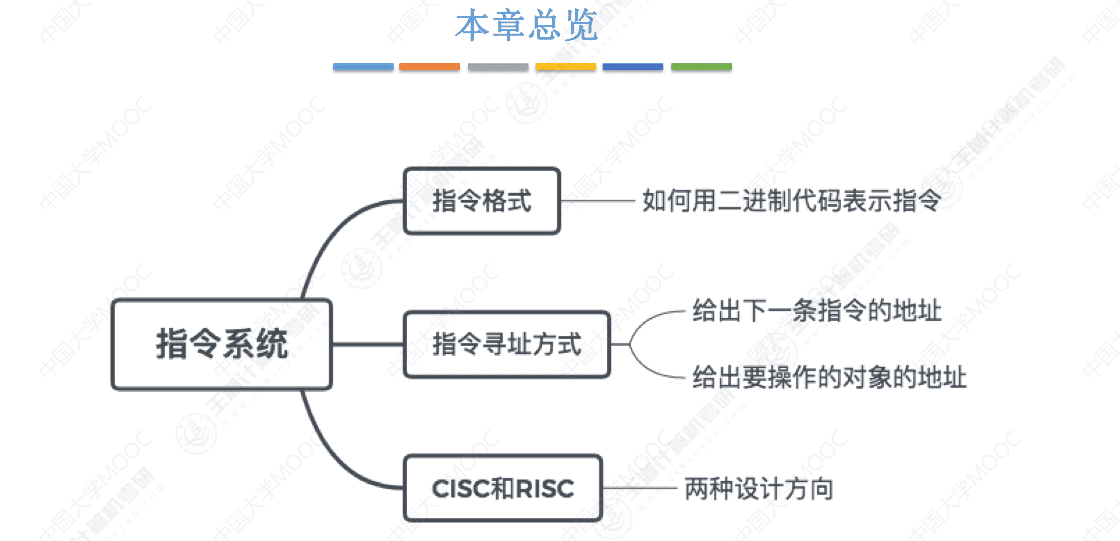 本章总览
指令格式
如何用二进制代码表示指令
指令系统
指令寻址方式
给出下一条指令的地址
给出要操作的对象的地址
CISC和RISC
两种设计方向
中国大学MOOC
王道计算机考研
cskaoyan.com